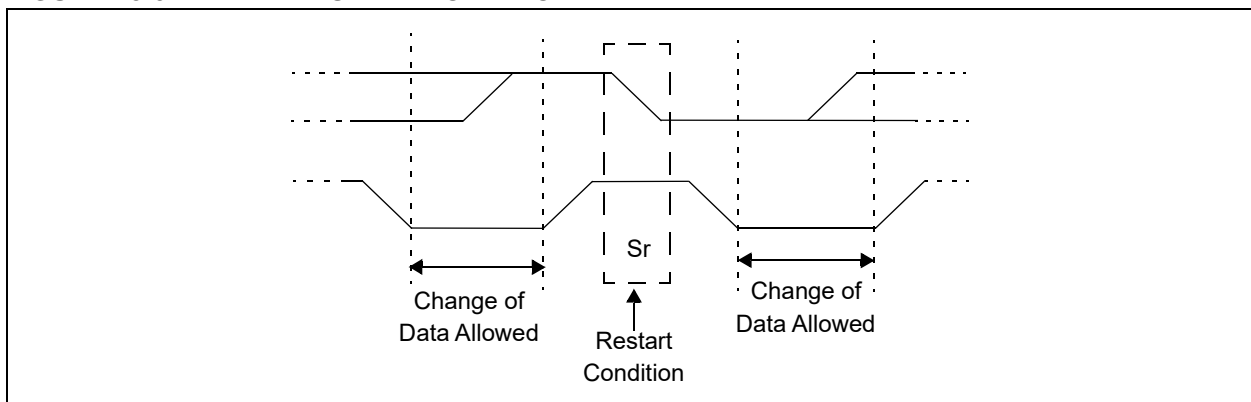 Sr
Change of
Data Allowed
Restart
Condition
Change of
Data Allowed